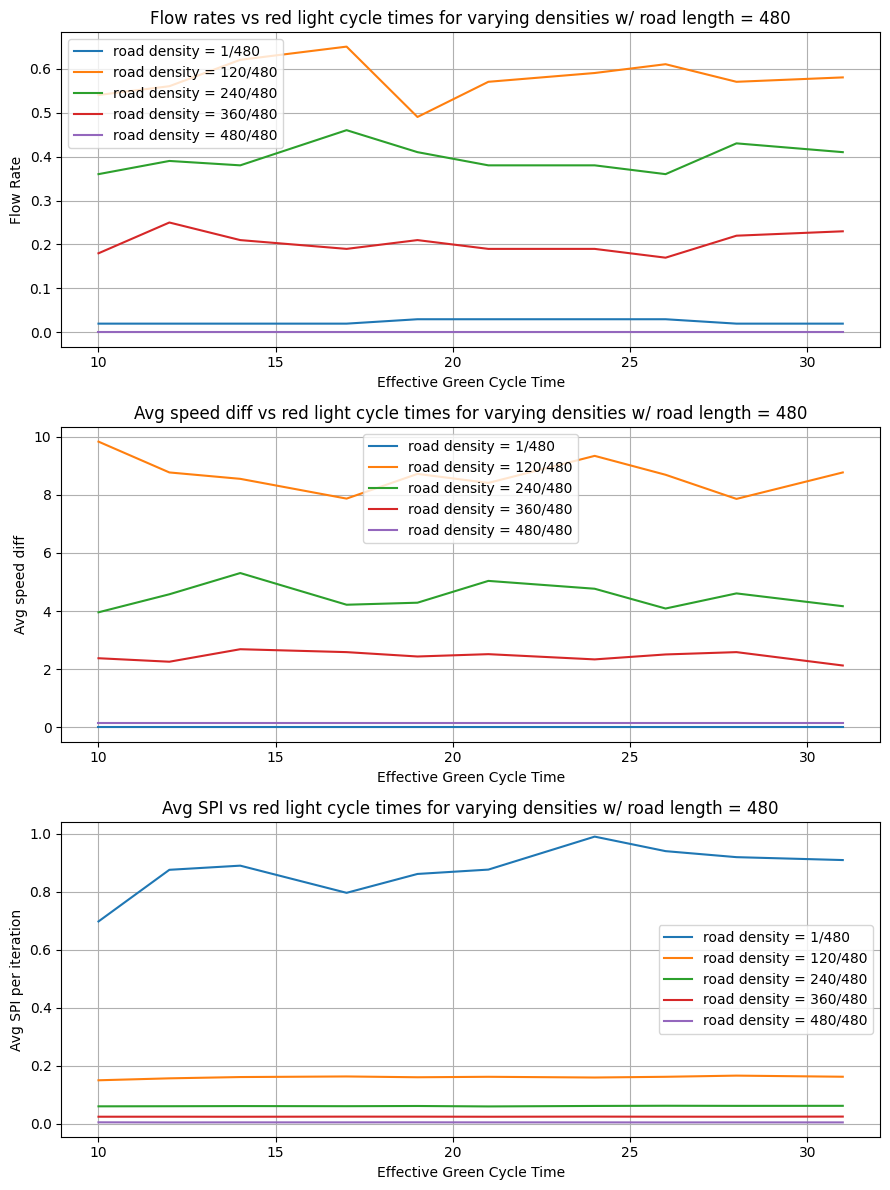 Flow rates vs red light cycle times for varying densities w/ road length = 480
road density = 1/480
road density = 120/480
road density = 240/480
road density = 360/480
road density = 480/480
0.6
0.5
0.4
0.3
0.2
0.1
0.0
Flow Rate
10 15 20 25 30
Effective Green Cycle Time
Avg speed diff vs red light cycle times for varying densities w/ road length = 480
road density = 1/480
road density = 120/480
road density = 240/480
road density = 360/480
road density = 480/480
10
8
6
4
2
0
Avg speed diff
10 15 20 25 30
Effective Green Cycle Time
Avg SPI vs red light cycle times for varying densities w/ road length = 480
1.0
0.8
0.6
0.4
0.2
0.0
Avg SPI per iteration
road density = 1/480
road density = 120/480
road density = 240/480
road density = 360/480
road density = 480/480
10 15 20 25 30
Effective Green Cycle Time